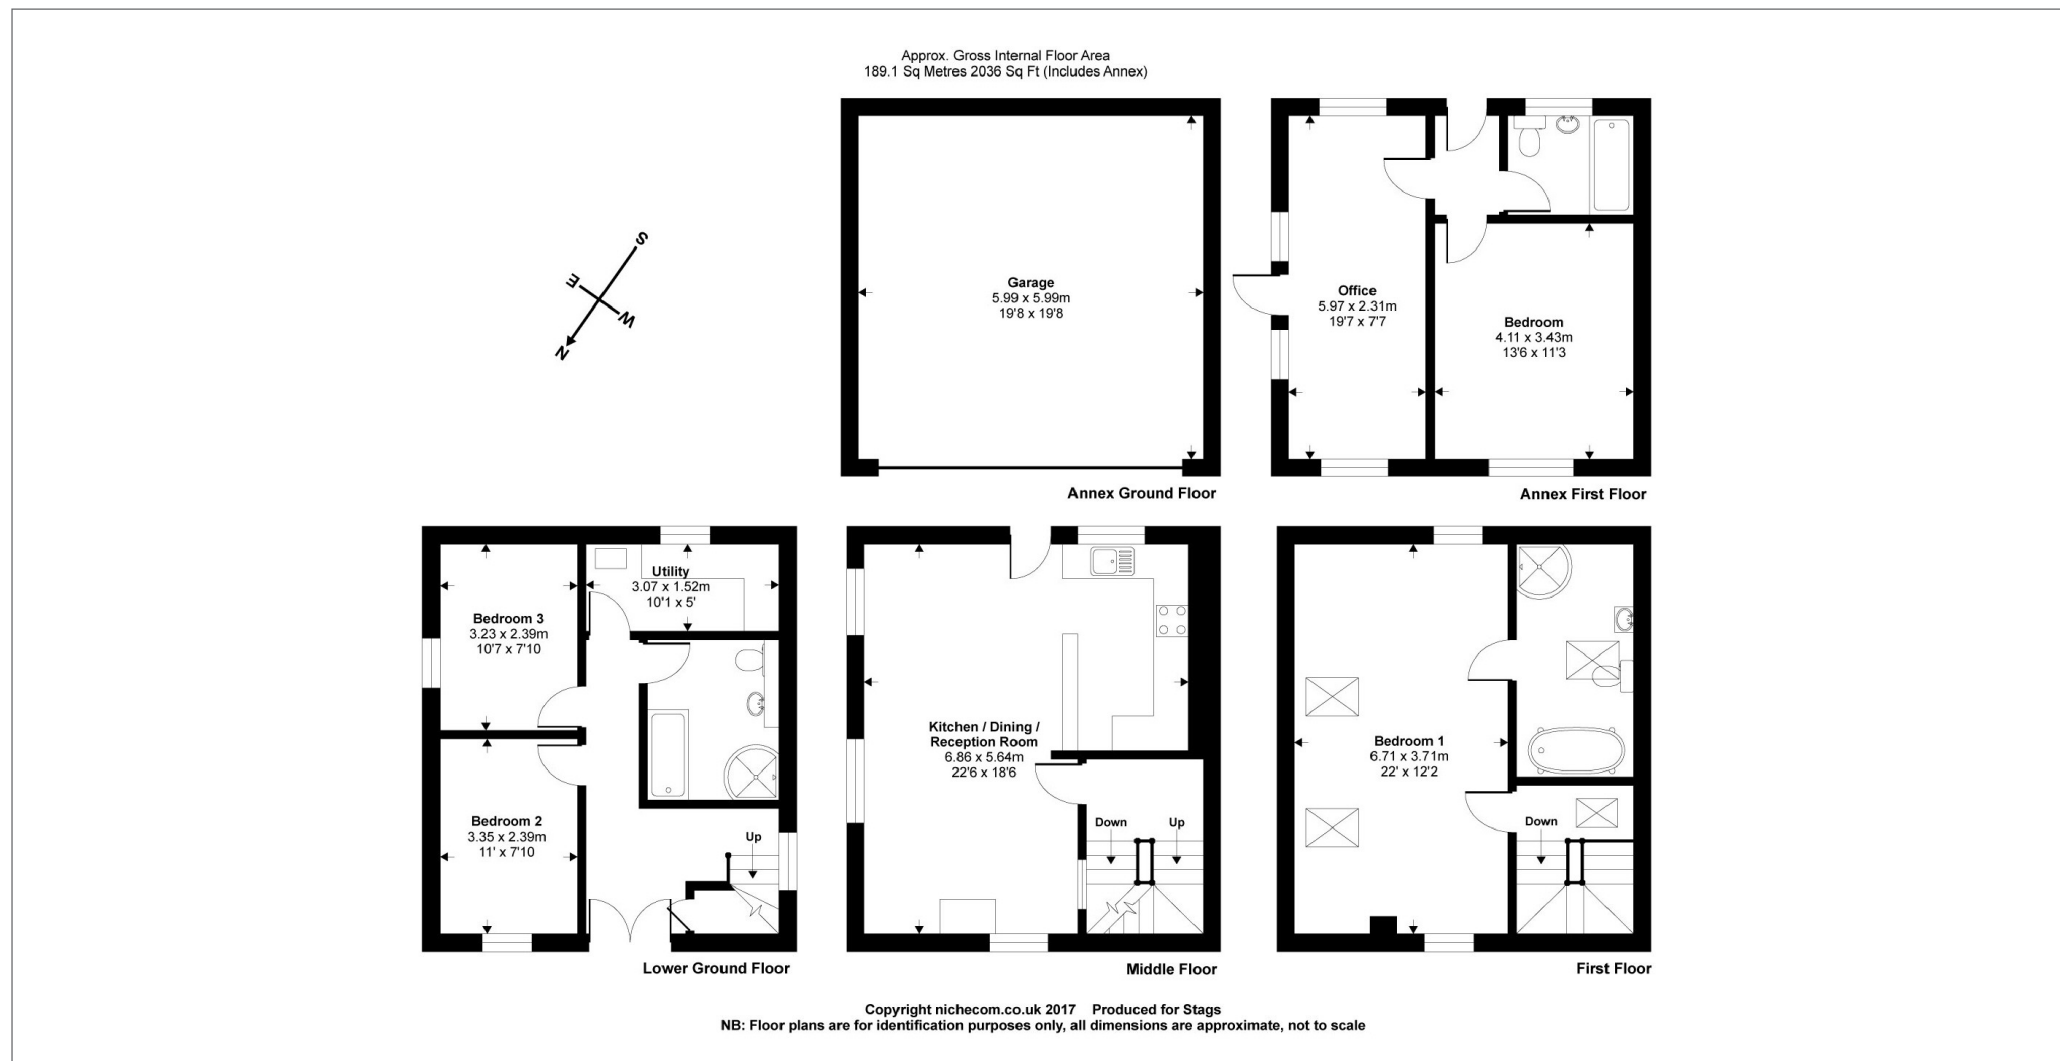 Approx. Gross Internal Floor Area
189.1 Sq Metres 2036 Sq Ft (Includes Annex)
Garage
5.99 x 5.99m
19'8 x 19'8
Annex Ground Floor
Office
5.97 x 2.31m
19'7 x 7'7
Bedroom
4.11 x 3.43m
13'6 x 11'3
Annex First Floor
S
E
W
N
Utility
3.07 x 1.52m
10'1 x 5'
Bedroom 3
3.23 x 2.39m
10'7 x 7'10
Bedroom 2
3.35 x 2.39m
11' x 7'10
Up
Lower Ground Floor
Kitchen / Dining /
Reception Room
6.86 x 5.64m
22'6 x 18'6
Down
Up
Middle Floor
Bedroom 1
6.71 x 3.71m
22' x 12'2
Down
First Floor
Copyright nichecom.co.uk 2017 Produced for Stags
NB: Floor plans are for identification purposes only, all dimensions are approximate, not to scale